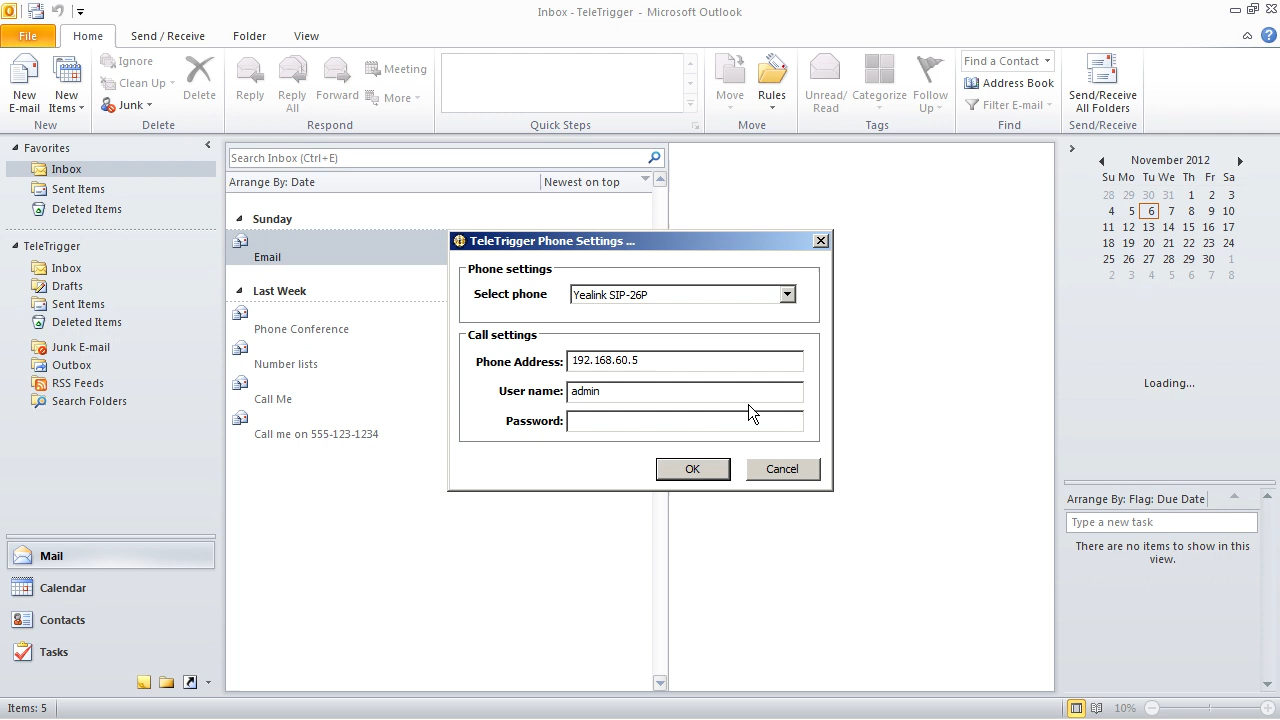 Inbox - TeleTrigger - Microsoft Outlook
File
Home
Send / Receive
Folder
View
New
E-mail
New
Items
New
Ignore
Clean Up
Junk
Delete
Delete
Reply
Reply
All
Forward
Meeting
More
Respond
Quick Steps
Move
Rules
Move
Unread/
Read
Categorize
Follow
Up
Tags
Find a Contact
Address Book
Filter E-mail
Find
Send/Receive
All Folders
Send/Receive
Favorites
Inbox
Sent Items
Deleted Items
TeleTrigger
Inbox
Drafts
Sent Items
Deleted Items
Junk E-mail
Outbox
RSS Feeds
Search Folders
Mail
Calendar
Contacts
Tasks
Search Inbox (Ctrl+E)
Arrange By: Date
Newest on top
Sunday
Email
Last Week
Phone Conference
Number lists
Call Me
Call me on 555-123-1234
TeleTrigger Phone Settings ...
Phone settings
Select phone
Yealink SIP-26P
Call settings
Phone Address:
192.168.60.5
User name:
admin
Password:
OK
Cancel
November 2012
Su Mo Tu We Th Fr Sa
28 29 30 31 1 2 3
4 5 6 7 8 9 10
11 12 13 14 15 16 17
18 19 20 21 22 23 24
25 26 27 28 29 30 1
2 3 4 5 6 7 8
Loading...
Arrange By: Flag: Due Date
Type a new task
There are no items to show in this
view.
Items: 5
10%